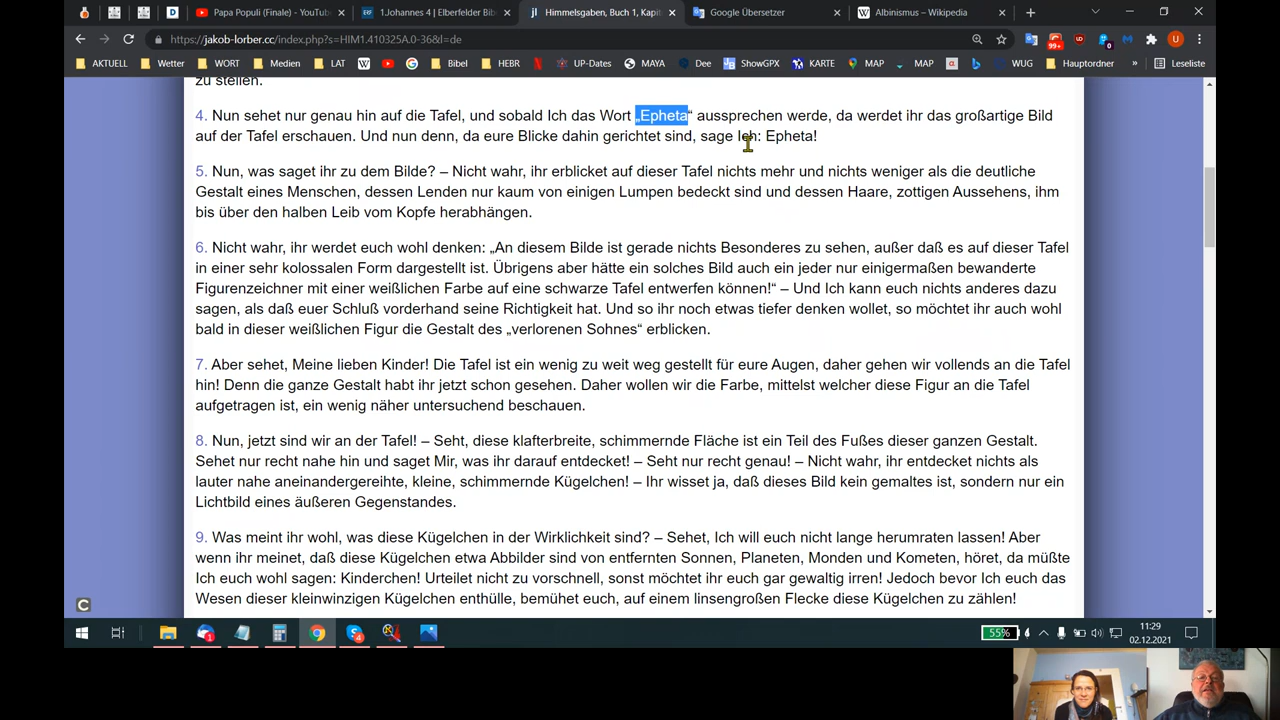 Papa Populi (Finale) - YouTub
1.Johannes 4 | Elberfelder Bib
Himmelsgaben, Buch 1, Kapit
Google Übersetzer
Albinismus – Wikipedia
https://jakob-lorber.cc/index.php?s=HIM1.410325A.0-36&l=de
99+
0
U
AKTUELL
Wetter
WORT
Medien
LAT
Bibel
HEBR
UP-Dates
MAYA
Dee
ShowGPX
KARTE
MAP
MAP
WUG
Hauptordner
Leseliste
zu stellen.
4. Nun sehet nur genau hin auf die Tafel, und sobald Ich das Wort „Epheta“ aussprechen werde, da werdet ihr das großartige Bild
auf der Tafel erschauen. Und nun denn, da eure Blicke dahin gerichtet sind, sage Ich: Epheta!
5. Nun, was saget ihr zu dem Bilde? – Nicht wahr, ihr erblicket auf dieser Tafel nichts mehr und nichts weniger als die deutliche
Gestalt eines Menschen, dessen Lenden nur kaum von einigen Lumpen bedeckt sind und dessen Haare, zottigen Aussehens, ihm
bis über den halben Leib vom Kopfe herabhängen.
6. Nicht wahr, ihr werdet euch wohl denken: „An diesem Bilde ist gerade nichts Besonderes zu sehen, außer daß es auf dieser Tafel
in einer sehr kolossalen Form dargestellt ist. Übrigens aber hätte ein solches Bild auch ein jeder nur einigermaßen bewanderte
Figurenzeichner mit einer weißlichen Farbe auf eine schwarze Tafel entwerfen können!“ – Und Ich kann euch nichts anderes dazu
sagen, als daß euer Schluß vorderhand seine Richtigkeit hat. Und so ihr noch etwas tiefer denken wollet, so möchtet ihr auch wohl
bald in dieser weißlichen Figur die Gestalt des „verlorenen Sohnes“ erblicken.
7. Aber sehet, Meine lieben Kinder! Die Tafel ist ein wenig zu weit weg gestellt für eure Augen, daher gehen wir vollends an die Tafel
hin! Denn die ganze Gestalt habt ihr jetzt schon gesehen. Daher wollen wir die Farbe, mittelst welcher diese Figur an die Tafel
aufgetragen ist, ein wenig näher untersuchend beschauen.
8. Nun, jetzt sind wir an der Tafel! – Seht, diese klafterbreite, schimmernde Fläche ist ein Teil des Fußes dieser ganzen Gestalt.
Sehet nur recht nahe hin und saget Mir, was ihr darauf entdecket! – Seht nur recht genau! – Nicht wahr, ihr entdecket nichts als
lauter nahe aneinandergereihte, kleine, schimmernde Kügelchen! – Ihr wisset ja, daß dieses Bild kein gemaltes ist, sondern nur ein
Lichtbild eines äußeren Gegenstandes.
9. Was meint ihr wohl, was diese Kügelchen in der Wirklichkeit sind? – Sehet, Ich will euch nicht lange herumraten lassen! Aber
wenn ihr meinet, daß diese Kügelchen etwa Abbilder sind von entfernten Sonnen, Planeten, Monden und Kometen, höret, da müßte
Ich euch wohl sagen: Kinderchen! Urteilet nicht zu vorschnell, sonst möchtet ihr euch gar gewaltig irren! Jedoch bevor Ich euch das
Wesen dieser kleinwinzigen Kügelchen enthülle, bemühet euch, auf einem linsengroßen Flecke diese Kügelchen zu zählen!
55%
11:29
02.12.2021